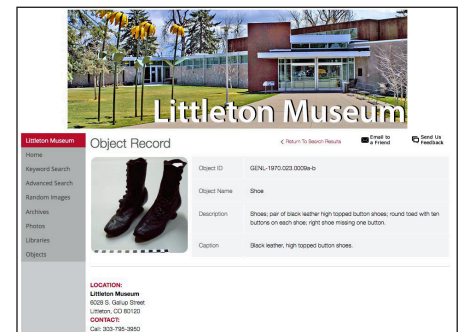 Littleton Museum
Littleton Museum
Home
Keyword Search
Advanced Search
Random Images
Archives
Photos
Libraries
Objects
Object Record
< Return To Search Results
Email to
a Friend
Send Us
Feedback
Object ID GENL-1970.023.0009a-b
Object Name Shoe
Description Shoes; pair of black leather high topped button shoes; round toed with ten
buttons on each shoe; right shoe missing one button.
Caption Black leather, high topped button shoes.
LOCATION:
Littleton Museum
6028 S. Gallup Street
Littleton, CO 80120
CONTACT:
Call: 303-795-3950